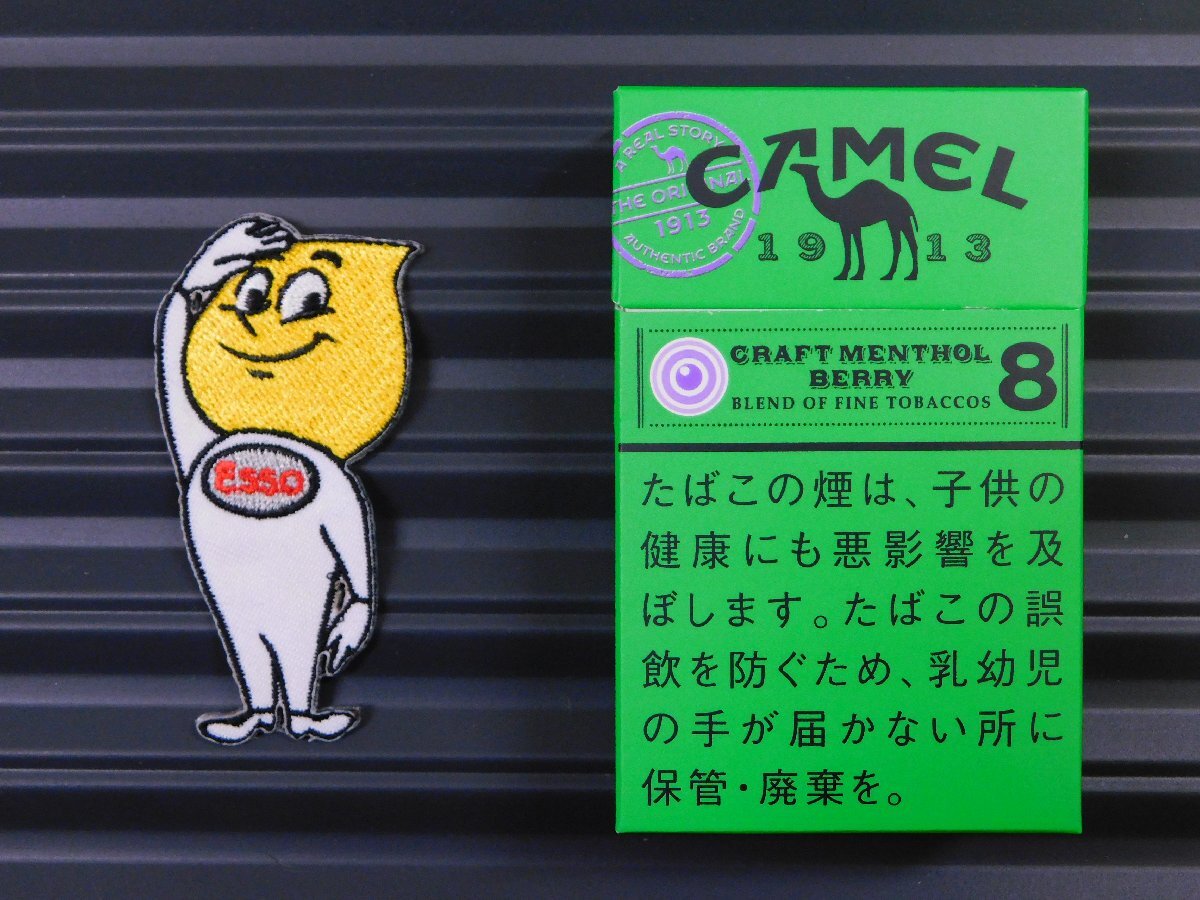 Esso
A REAL STORY
THE ORIGINAL
1913
AUTHENTIC BRAND
CAMEL
1913
CRAFT MENTHOL
BERRY
BLEND OF FINE TOBACCOS
8
たばこの煙は、子供の
健康にも悪影響を及
ぼします。たばこの誤
飲を防ぐため、乳幼児
の手が届かない所に
保管・廃棄を。